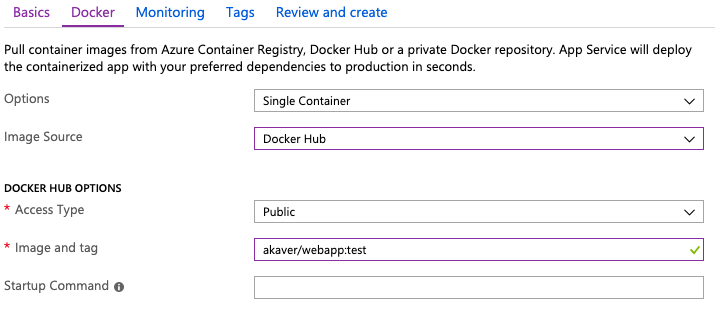 Basics Docker Monitoring Tags Review and create
Pull container images from Azure Container Registry, Docker Hub or a private Docker repository. App Service will deploy
the containerized app with your preferred dependencies to production in seconds.
Options Single Container
Image Source Docker Hub
DOCKER HUB OPTIONS
* Access Type Public
* Image and tag akaver/webapp:test
Startup Command